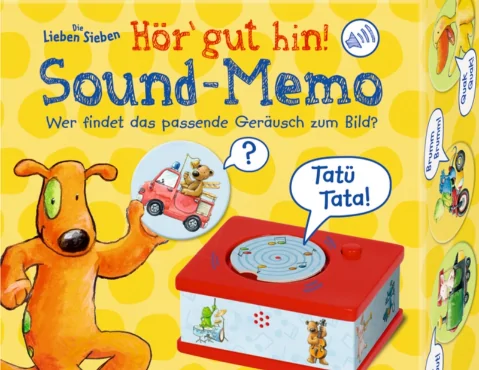 Die
Lieben Sieben
Hör' gut hin!
Sound-Memo
Wer findet das passende Geräusch zum Bild?
?
Tatü
Tata!
Quak
Quak!
Brumm
Brumm!